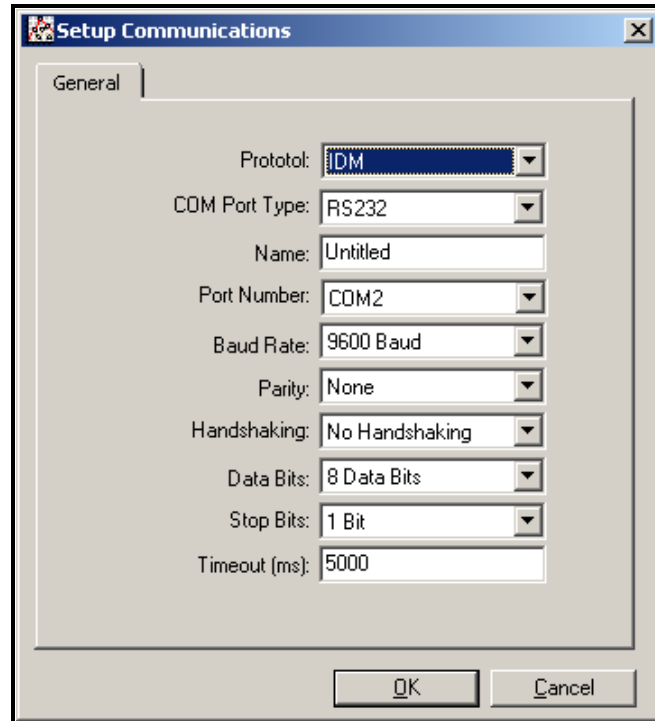 Setup Communications
General
Prototol: IDM
COM Port Type: RS232
Name: Untitled
Port Number: COM2
Baud Rate: 9600 Baud
Parity: None
Handshaking: No Handshaking
Data Bits: 8 Data Bits
Stop Bits: 1 Bit
Timeout (ms): 5000
OK Cancel